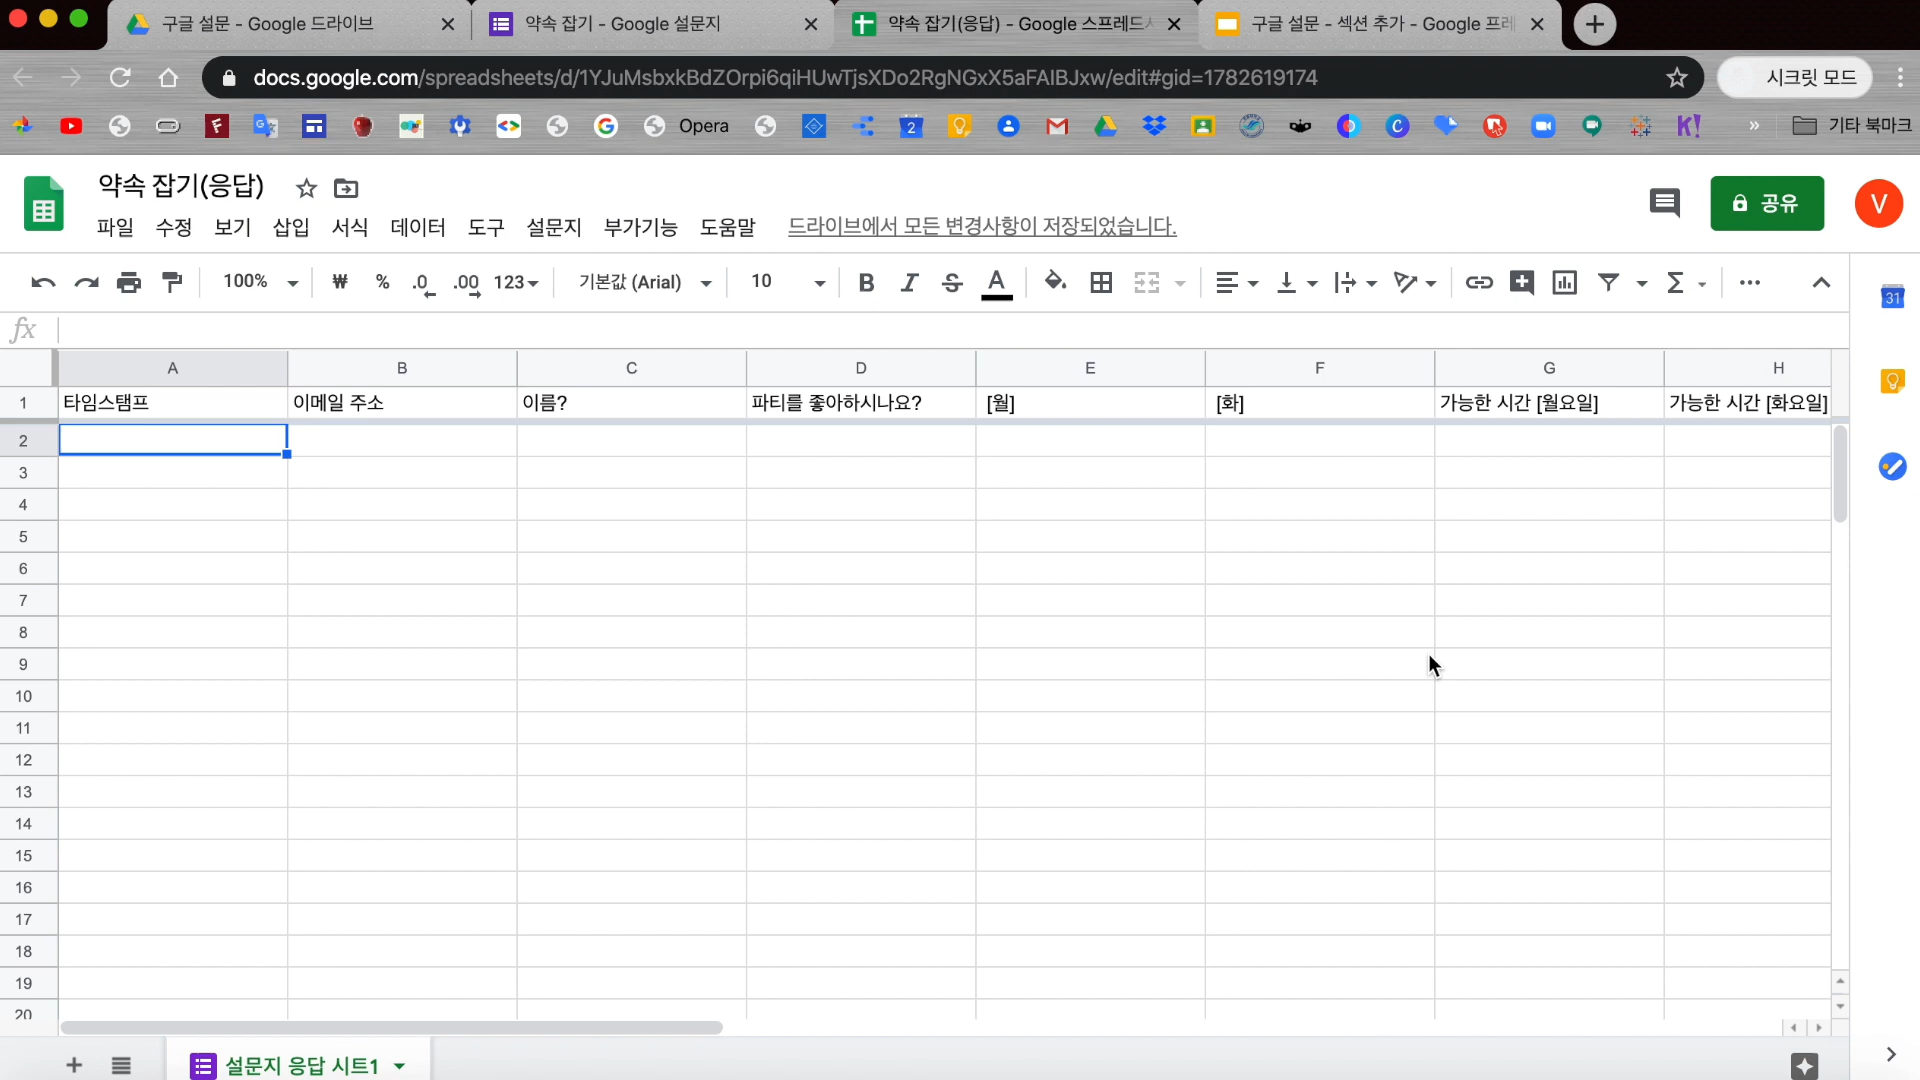 구글 설문 - Google 드라이브
약속 잡기 - Google 설문지
약속 잡기(응답) - Google 스프레드
구글 설문 - 섹션 추가 - Google 프레
docs.google.com/spreadsheets/d/1YJuMsbxkBdZOrpi6qiHUwTjsXDo2RgNGxX5aFAIBJxw/edit#gid=1782619174
시크릿 모드
Opera
2
K!
»
기타 북마크
약속 잡기(응답)
공유
V
파일 수정 보기 삽입 서식 데이터 도구 설문지 부가기능 도움말 드라이브에서 모든 변경사항이 저장되었습니다.
100% ₩ % .0 .00 123 기본값 (Arial) 10 B I S A Σ
31
fx
A B C D E F G H
1 타임스탬프 이메일 주소 이름? 파티를 좋아하시나요? [월] [화] 가능한 시간 [월요일] 가능한 시간 [화요일]
2
3
4
5
6
7
8
9
10
11
12
13
14
15
16
17
18
19
20
설문지 응답 시트1